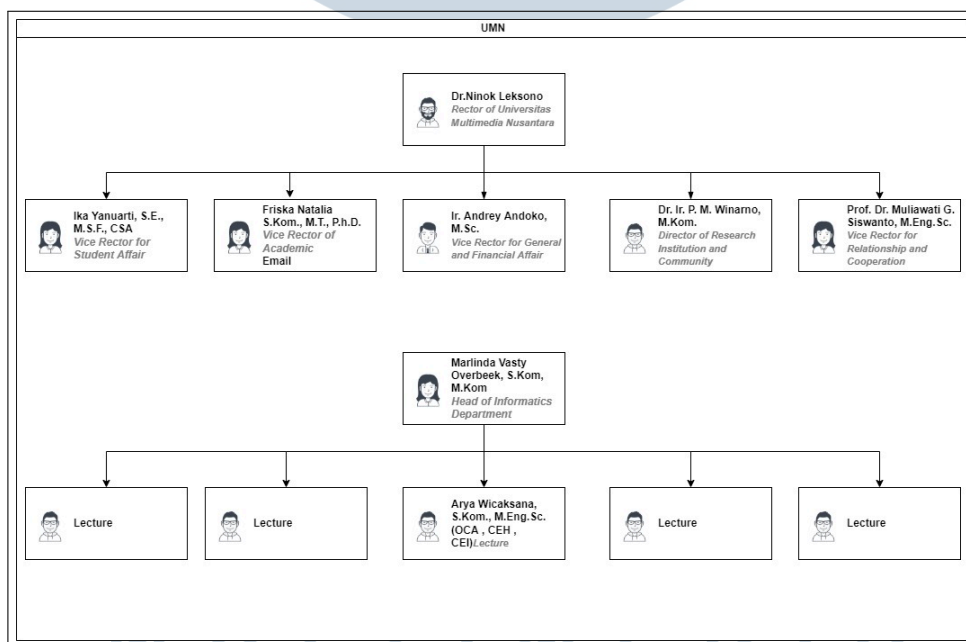 UMN
Dr.Ninok Leksono
Rector of Universitas
Multimedia Nusantara
Ika Yanuarti, S.E.,
M.S.F., CSA
Vice Rector for
Student Affair
Friska Natalia
S.Kom., M.T., P.h.D.
Vice Rector of
Academic
Email
Ir. Andrey Andoko,
M.Sc.
Vice Rector for General
and Financial Affair
Dr. Ir. P. M. Winarno,
M.Kom.
Director of Research
Institution and
Community
Prof. Dr. Muliawati G.
Siswanto, M.Eng.Sc.
Vice Rector for
Relationship and
Cooperation
Marlinda Vasty
Overbeek, S.Kom,
M.Kom
Head of Informatics
Department
Lecture
Lecture
Arya Wicaksana,
S.Kom., M.Eng.Sc.
(OCA , CEH ,
CEI)Lecture
Lecture
Lecture